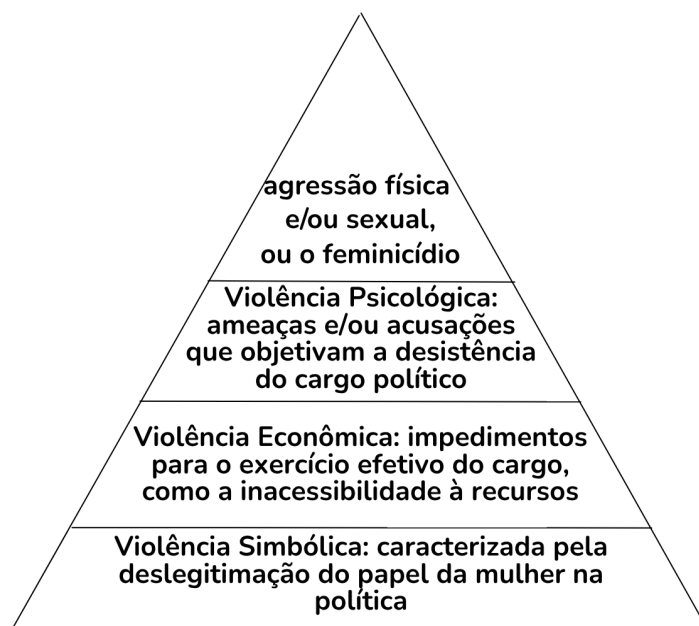 agressão física
e/ou sexual,
ou o feminicídio
Violência Psicológica:
ameaças e/ou acusações
que objetivam a desistência
do cargo político
Violência Econômica: impedimentos
para o exercício efetivo do cargo,
como a inacessibilidade à recursos
Violência Simbólica: caracterizada pela
deslegitimação do papel da mulher na
política